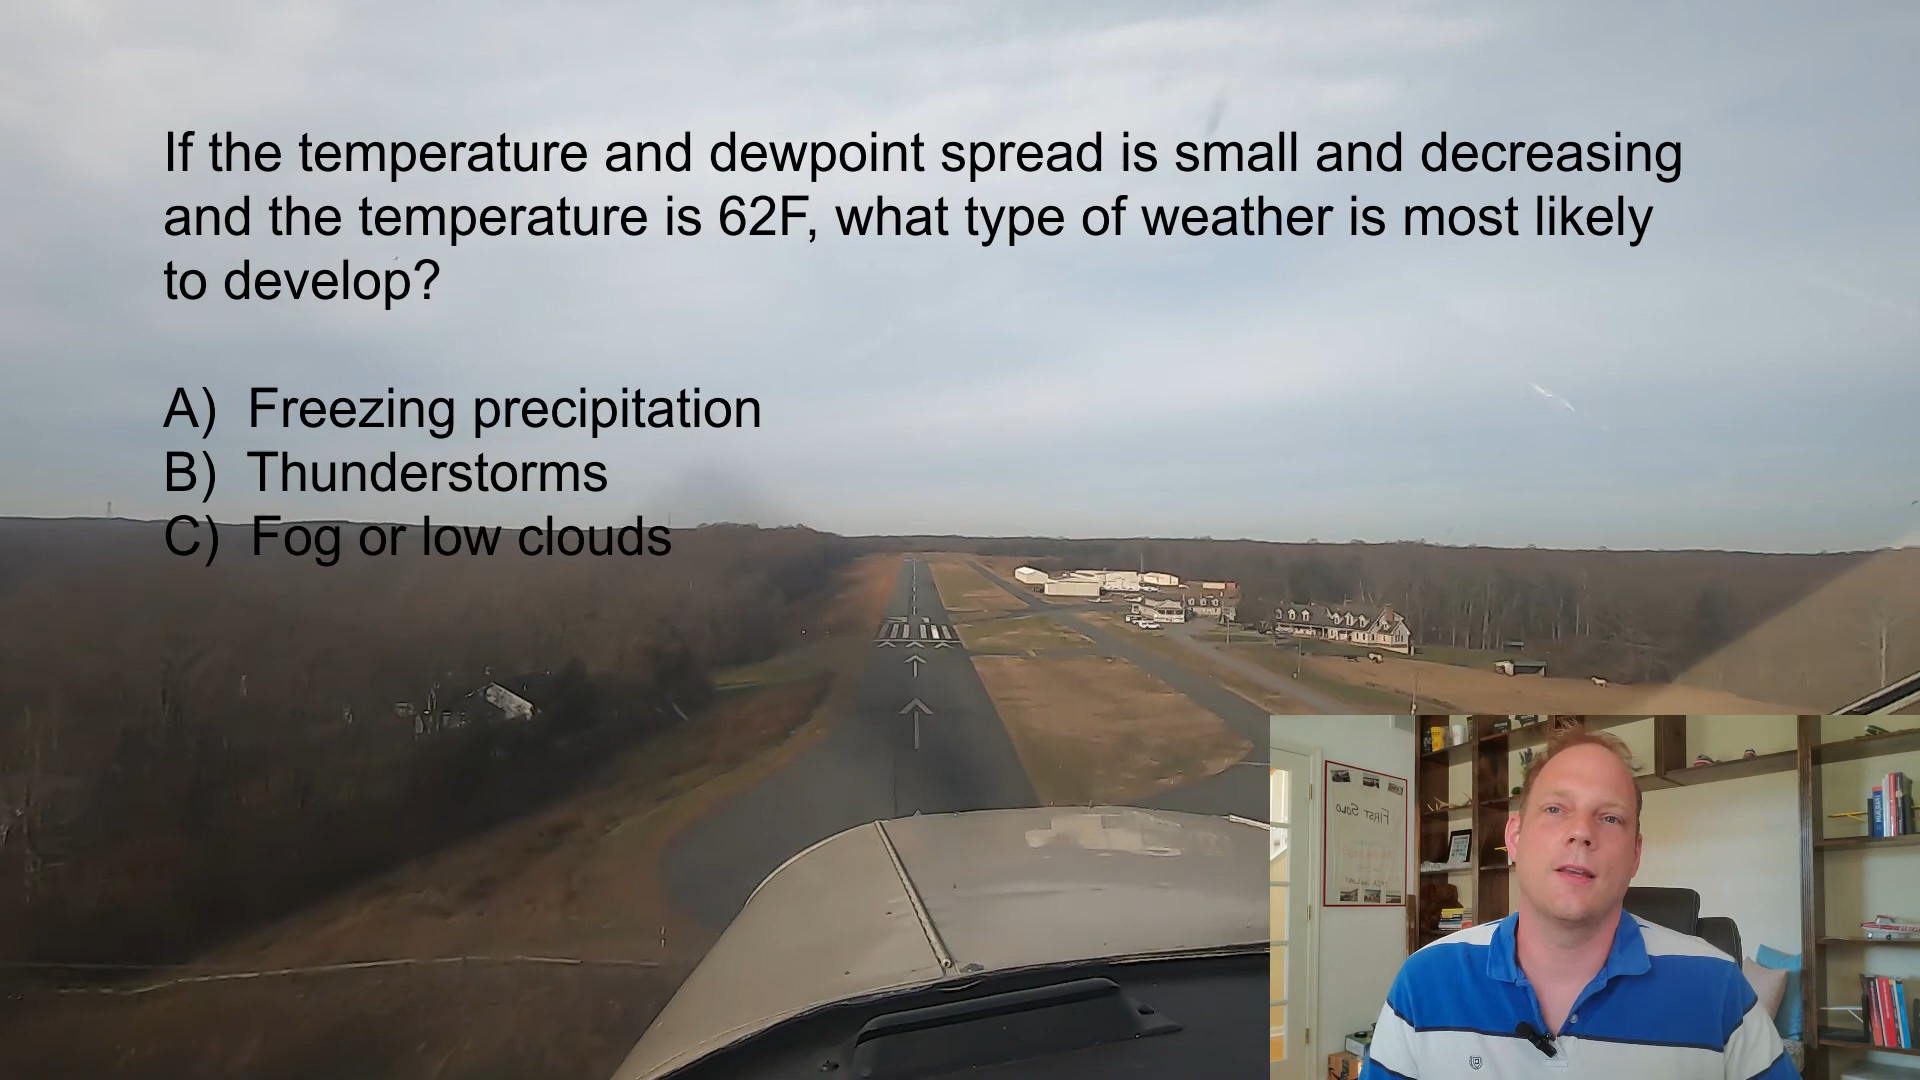 If the temperature and dewpoint spread is small and decreasing
and the temperature is 62F, what type of weather is most likely
to develop?
A) Freezing precipitation
B) Thunderstorms
C) Fog or low clouds
FIRST SOLO